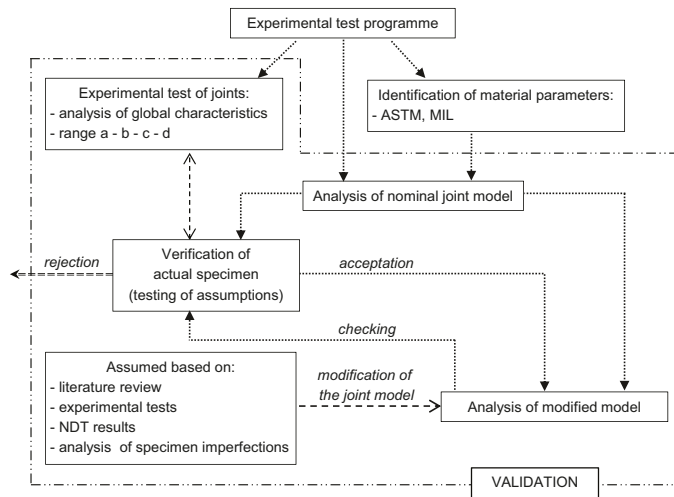 Experimental test programme
Experimental test of joints:
- analysis of global characteristics
- range a - b - c - d
Identification of material parameters:
- ASTM, MIL
Analysis of nominal joint model
rejection
Verification of
actual specimen
(testing of assumptions)
acceptation
checking
Assumed based on:
- literature review
- experimental tests
- NDT results
- analysis of specimen imperfections
modification of
the joint model
Analysis of modified model
VALIDATION